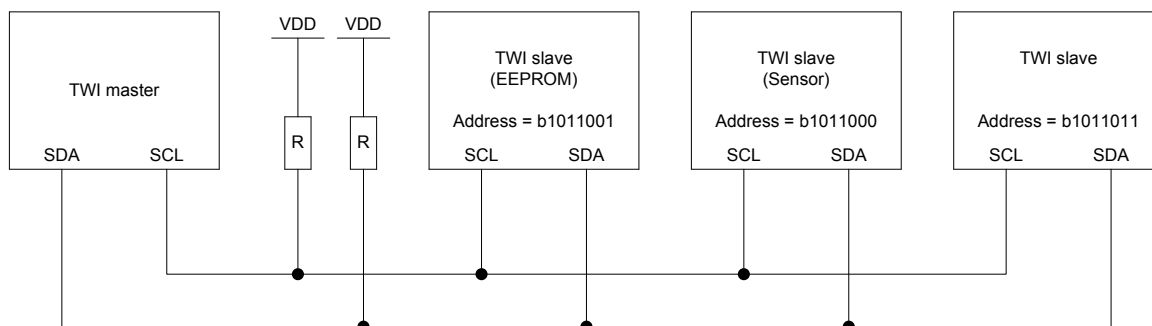 TWI master
SDA SCL
VDD VDD
R R
TWI slave
(EEPROM)
Address = b1011001
SCL SDA
TWI slave
(Sensor)
Address = b1011000
SCL SDA
TWI slave
Address = b1011011
SCL SDA